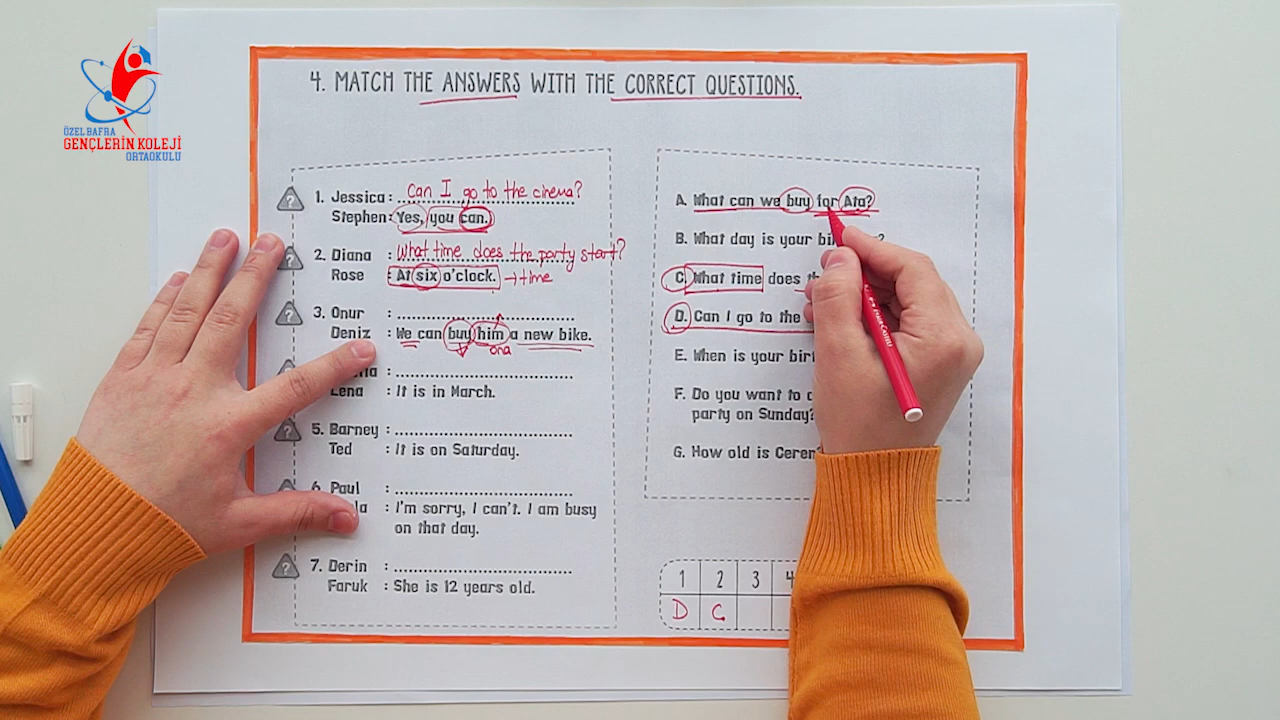 ÖZEL BAFRA
GENÇLERİN KOLEJİ
ORTAOKULU
4. MATCH THE ANSWERS WITH THE CORRECT QUESTIONS.
1. Jessica : Can I go to the cinema?
Stephen: Yes, you can.
2. Diana : What time does the party start?
Rose : At six o'clock. → time
3. Onur :
Deniz : We can buy him a new bike.
ona
: It is in March.
5. Barney :
Ted : It is on Saturday.
6. Paul :
: I'm sorry, I can't. I am busy
on that day.
7. Derin :
Faruk : She is 12 years old.
A. What can we buy for Ata?
B. What day is your
C. What time does
D. Can I go to the
E. When is your
F. Do you want to
party on Sunday?
G. How old is
1 2 3 4
D C